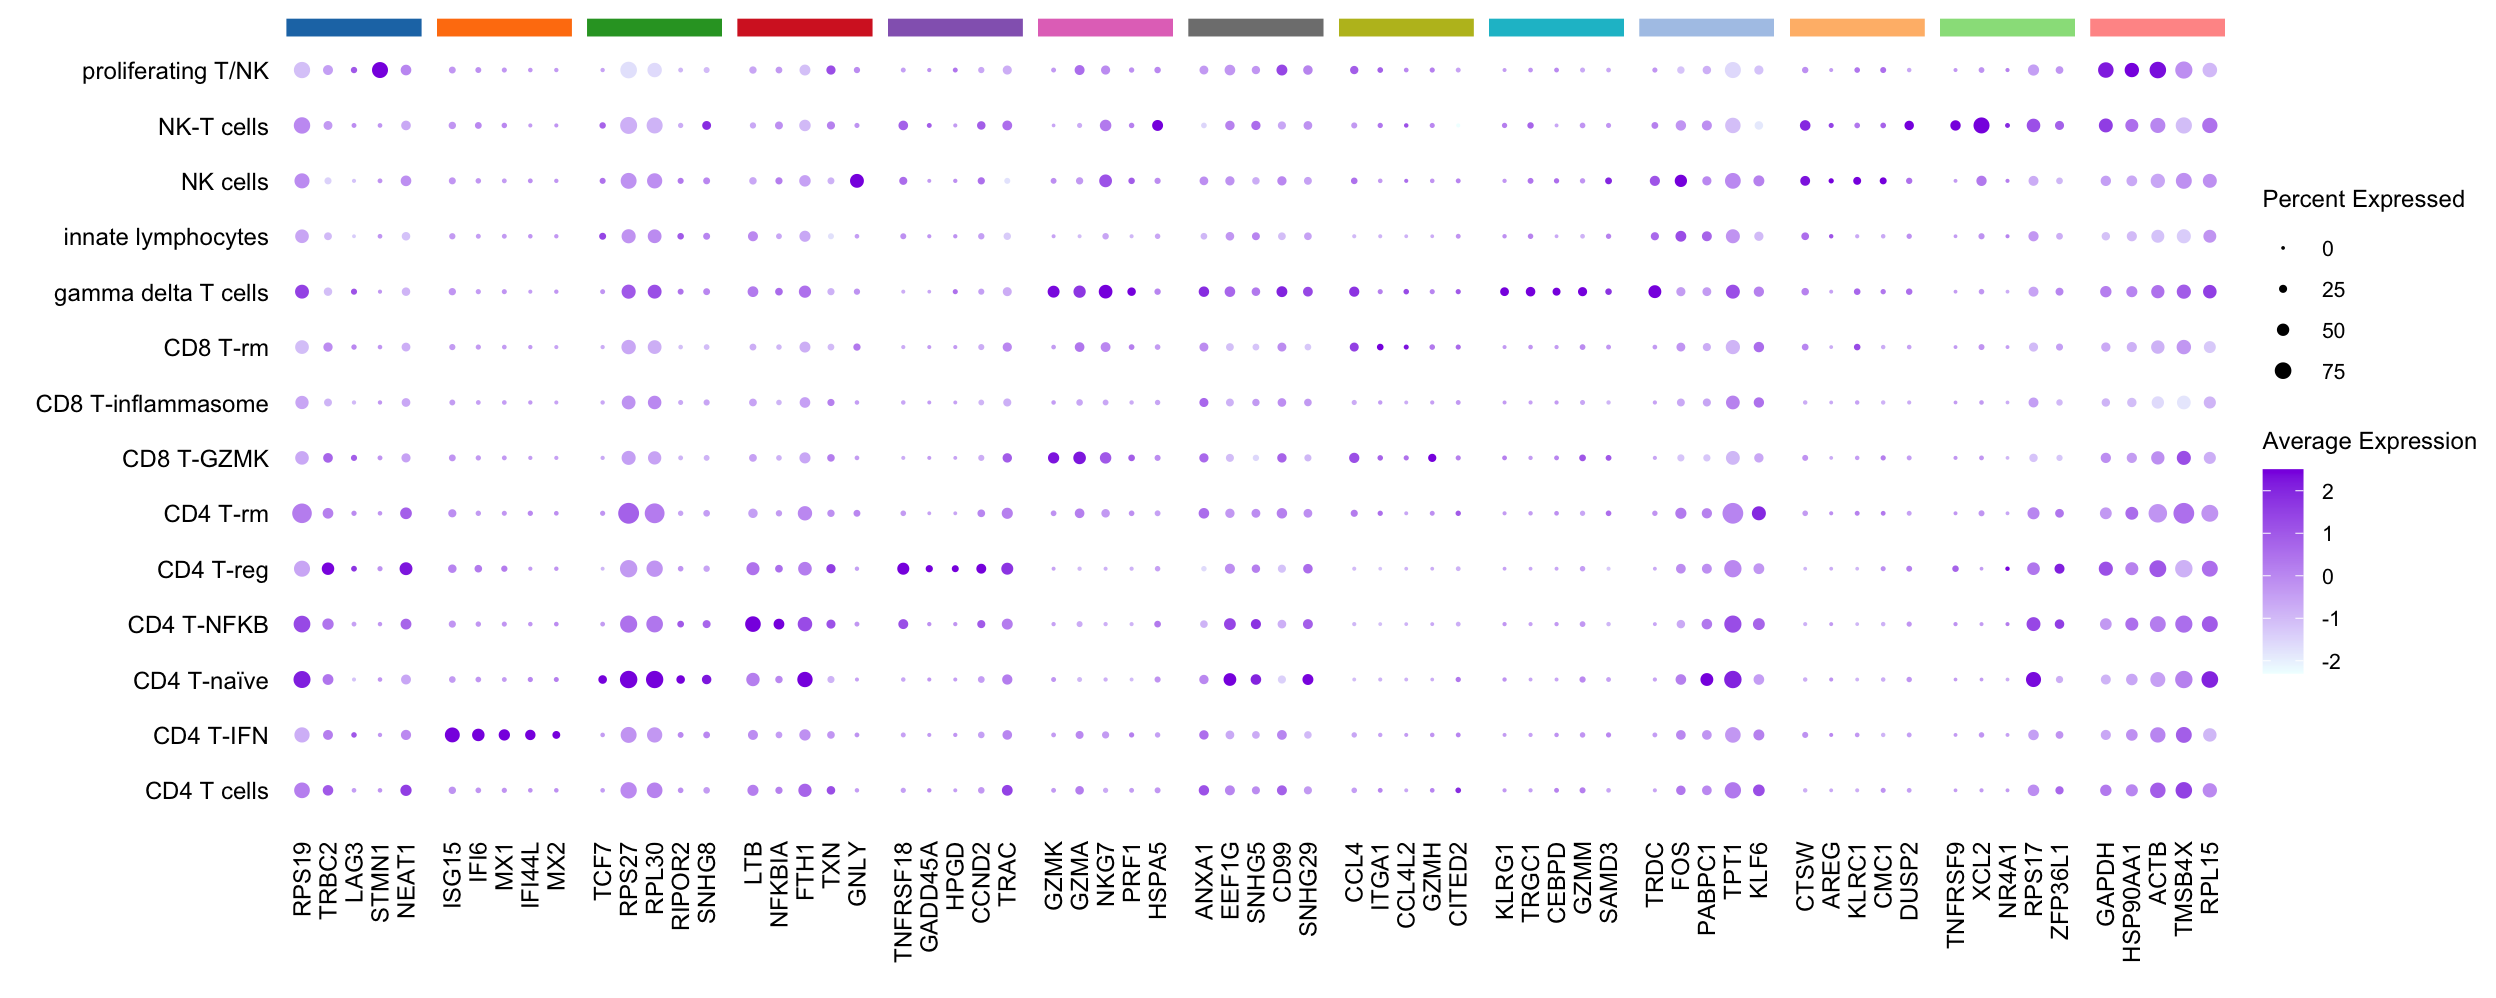 proliferating T/NK
NK-T cells
NK cells
innate lymphocytes
gamma delta T cells
CD8 T-rm
CD8 T-inflammasome
CD8 T-GZMK
CD4 T-rm
CD4 T-reg
CD4 T-NFKB
CD4 T-naïve
CD4 T-IFN
CD4 T cells
RPS19
TRBC2
LAG3
STMN1
NEAT1
ISG15
IFI6
MX1
IFI44L
MX2
TCF7
RPS27
RPL30
RIPOR2
SNHG8
LTB
NFKBIA
FTH1
TXN
GNLY
TNFRSF18
GADD45A
HPGD
CCND2
TRAC
GZMK
GZMA
NKG7
PRF1
HSPA5
ANXA1
EEF1G
SNHG5
CD99
SNHG29
CCL4
ITGA1
CCL4L2
GZMH
CITED2
KLRG1
TRGC1
CEBPD
GZMM
SAMD3
TRDC
FOS
PABPC1
TPT1
KLF6
CTSW
AREG
KLRC1
CMC1
DUSP2
TNFRSF9
XCL2
NR4A1
RPS17
ZFP36L1
GAPDH
HSP90AA1
ACTB
TMSB4X
RPL15
Percent Expressed
0
25
50
75
Average Expression
2
1
0
-1
-2